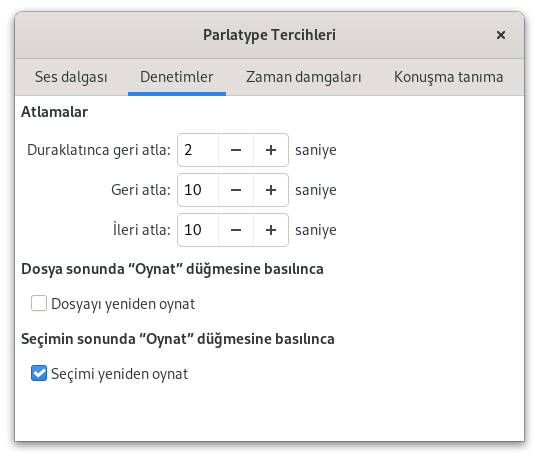 Parlatype Tercihleri
Ses dalgası Denetimler Zaman damgaları Konuşma tanıma
Atlamalar
Duraklatınca geri atla: 2 saniye
Geri atla: 10 saniye
İleri atla: 10 saniye
Dosya sonunda “Oynat” düğmesine basılınca
Dosyayı yeniden oynat
Seçimin sonunda “Oynat” düğmesine basılınca
Seçimi yeniden oynat